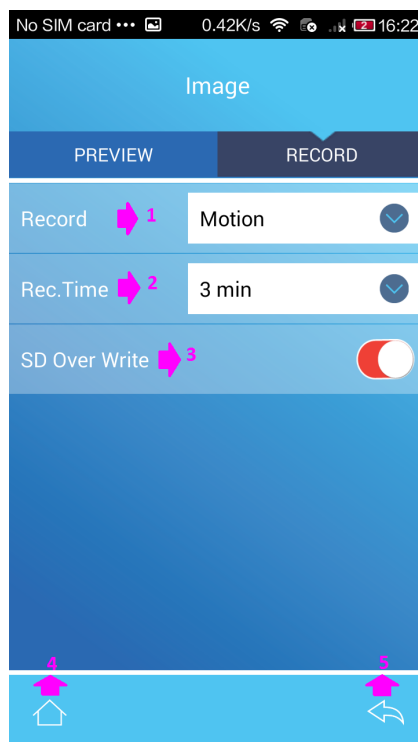 No SIM card ••• 0.42K/s 2 16:22
Image
PREVIEW RECORD
Record 1 Motion
Rec.Time 2 3 min
SD Over Write 3
4 5